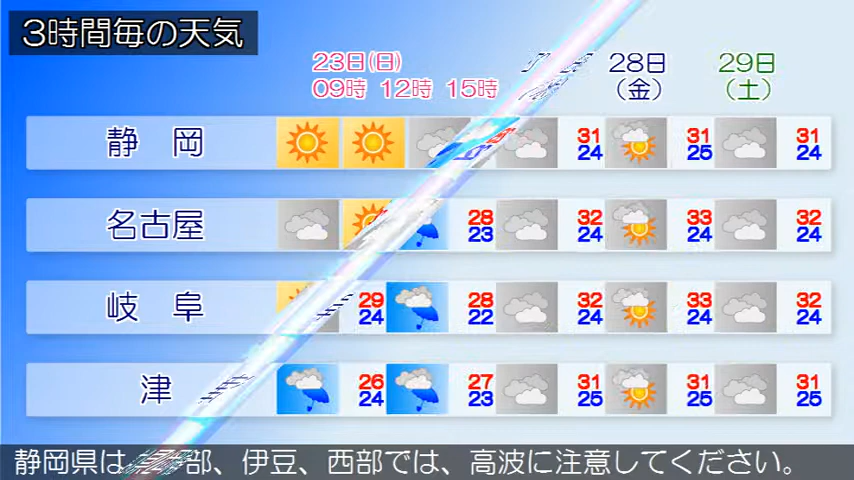 3時間毎の天気
23日(日) 28日 29日
09時 12時 15時 (金) (土)
静岡 31 24 31 25 31 24
名古屋 28 23 32 24 33 24 32 24
岐阜 29 24 28 22 32 24 33 24 32 24
津 26 24 27 23 31 25 31 24 31 25
静岡県は 部、伊豆、西部では、高波に注意してください。